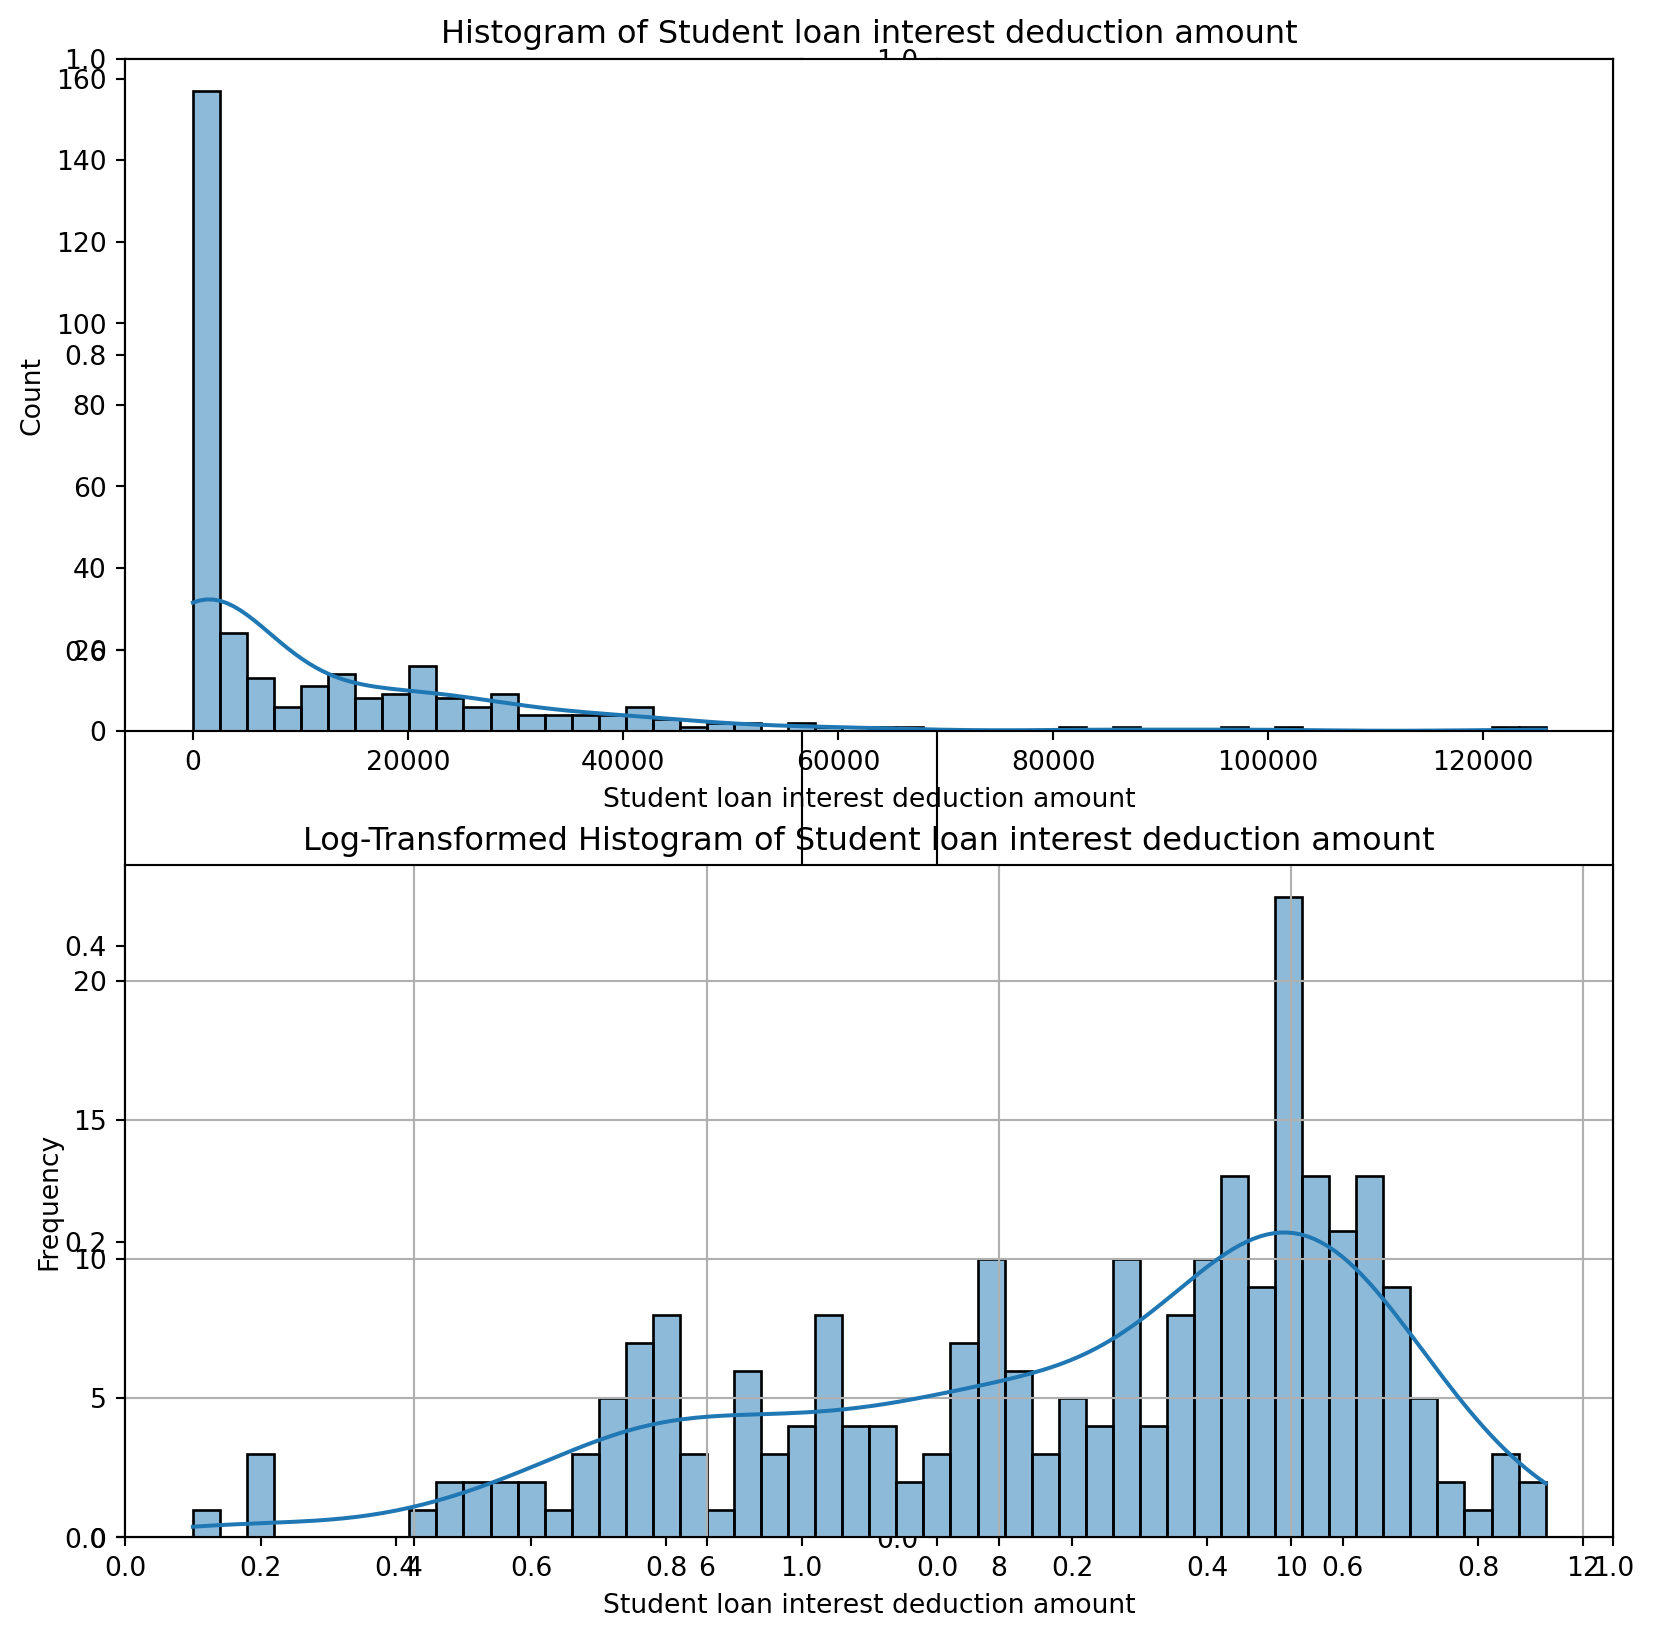 Histogram of Student loan interest deduction amount
1.0
1.0
160
140
120
100
0.8
80
60
40
20
0.6
0
Count
0 20000 40000 60000 80000 100000 120000
Student loan interest deduction amount
Log-Transformed Histogram of Student loan interest deduction amount
0.4
20
15
0.2
10
5
0.0
0
0.0
Frequency
0.0 0.2 0.4 4 0.6 0.8 6 1.0 0.0 8 0.2 0.4 10 0.6 0.8 12 1.0
Student loan interest deduction amount